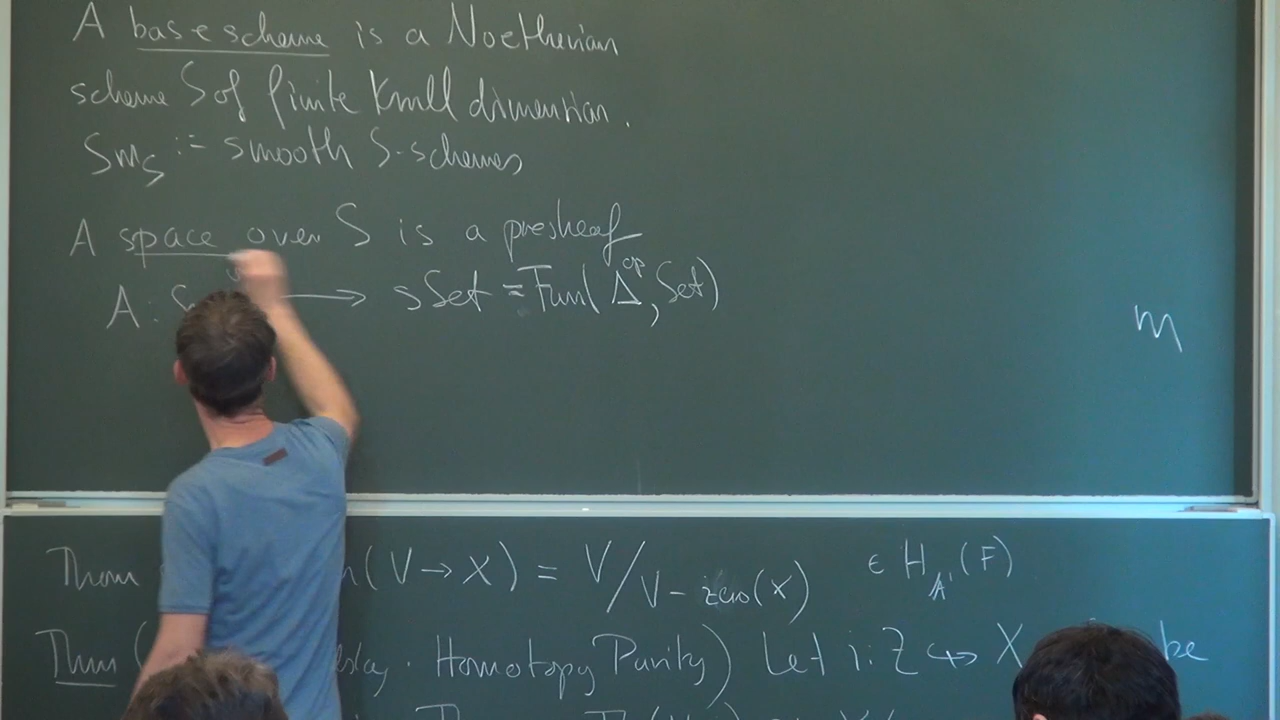 A base scheme is a Noetherian
scheme S of finite Krull dimension.
Sm_S := smooth S-schemes
A space over S is a presheaf
A: S → sSet = Fun(Δ^op, Set)
m
Thom (V → X) = V/V - zero(X) ∈ H_A¹(F)
Thm ( Homotopy Purity) Let i: Z ↪ X be